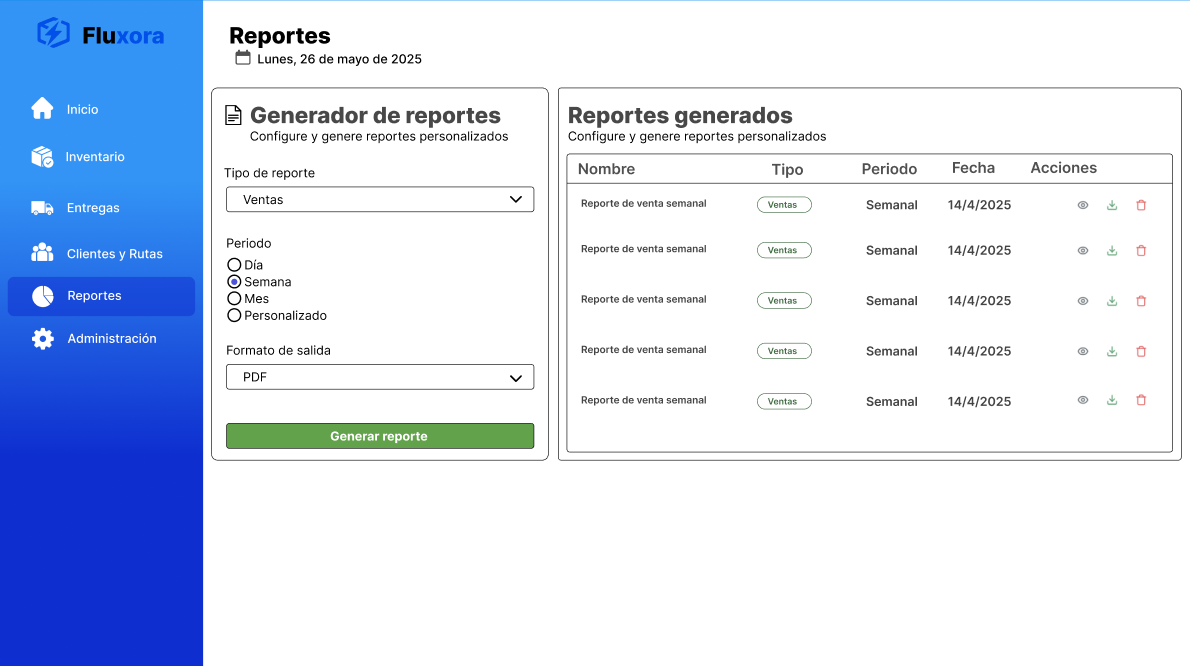 Fluxora
Inicio
Inventario
Entregas
Clientes y Rutas
Reportes
Administración
Reportes
Lunes, 26 de mayo de 2025
Generador de reportes
Configure y genere reportes personalizados
Tipo de reporte
Ventas
Periodo
Día
Semana
Mes
Personalizado
Formato de salida
PDF
Generar reporte
Reportes generados
Configure y genere reportes personalizados
Nombre Tipo Periodo Fecha Acciones
Reporte de venta semanal Ventas Semanal 14/4/2025
Reporte de venta semanal Ventas Semanal 14/4/2025
Reporte de venta semanal Ventas Semanal 14/4/2025
Reporte de venta semanal Ventas Semanal 14/4/2025
Reporte de venta semanal Ventas Semanal 14/4/2025